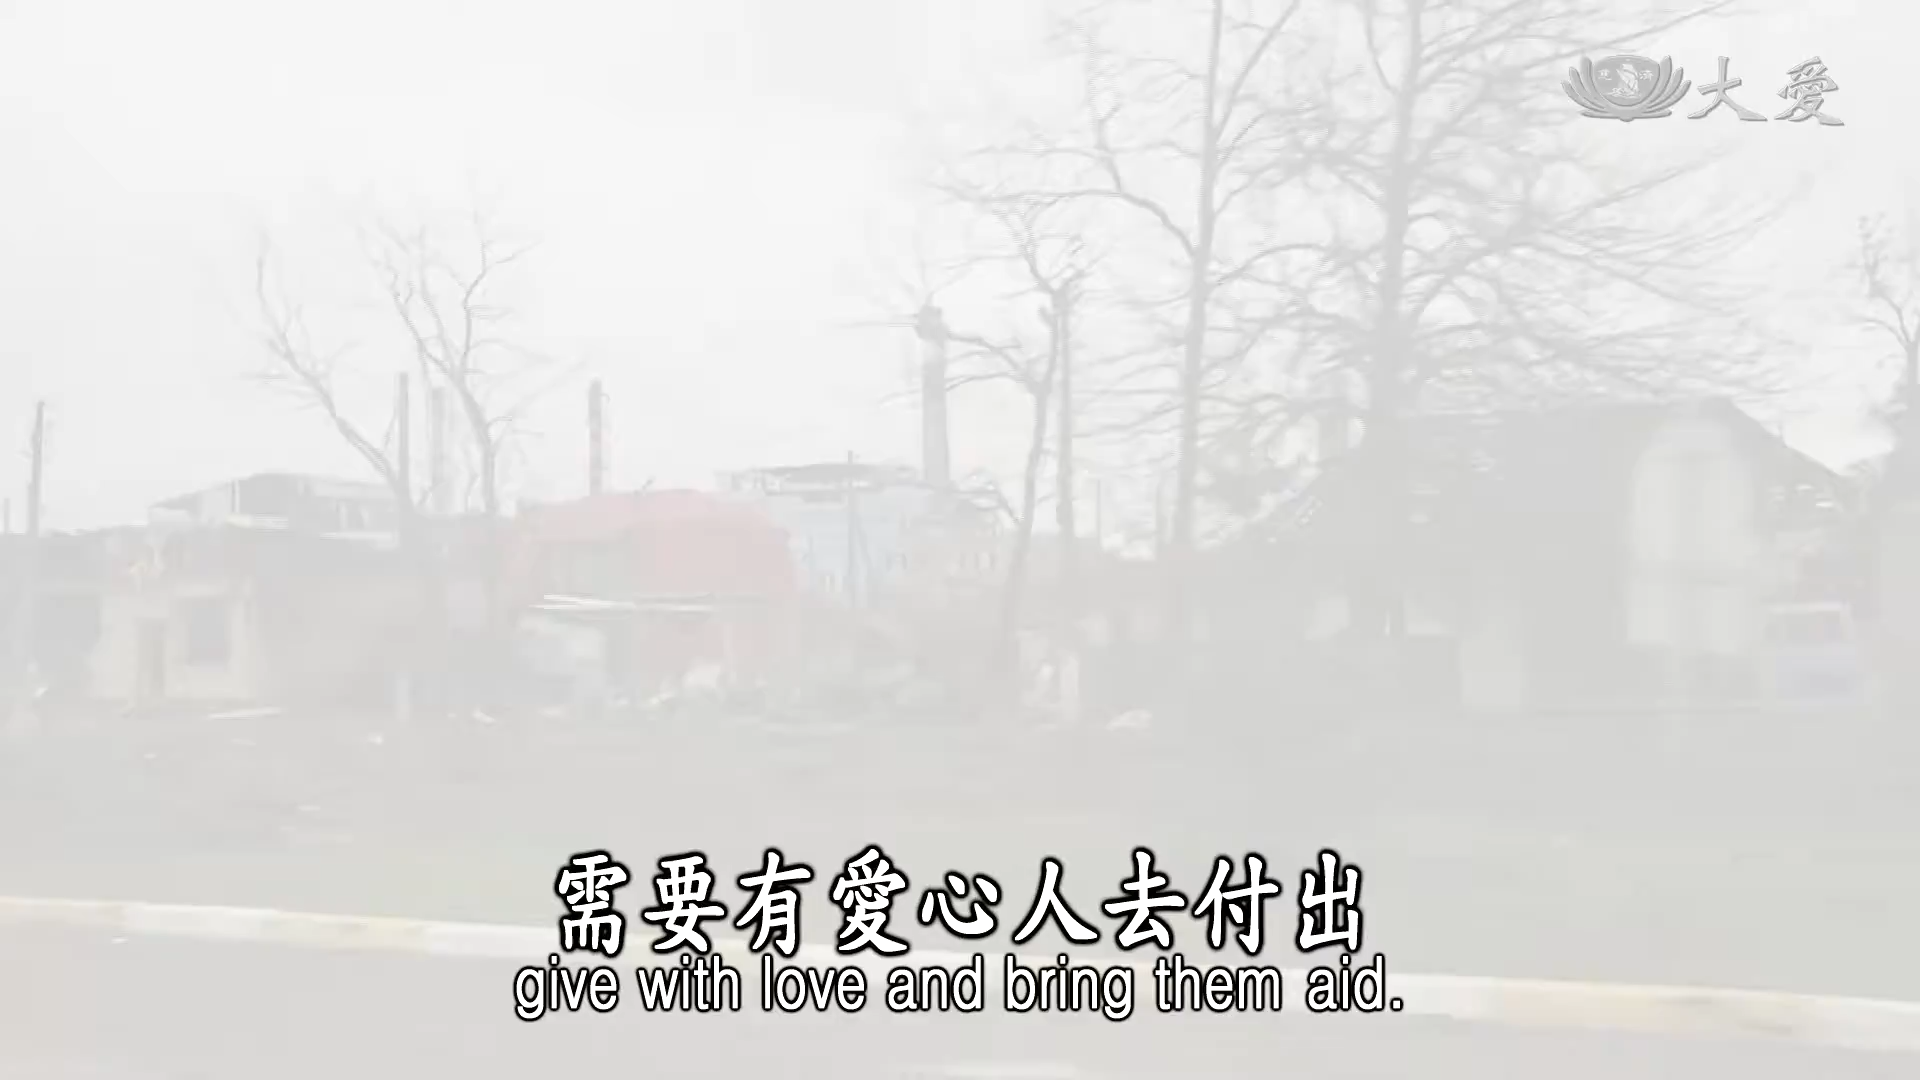 大愛
需要有愛心人去付出
give with love and bring them aid.